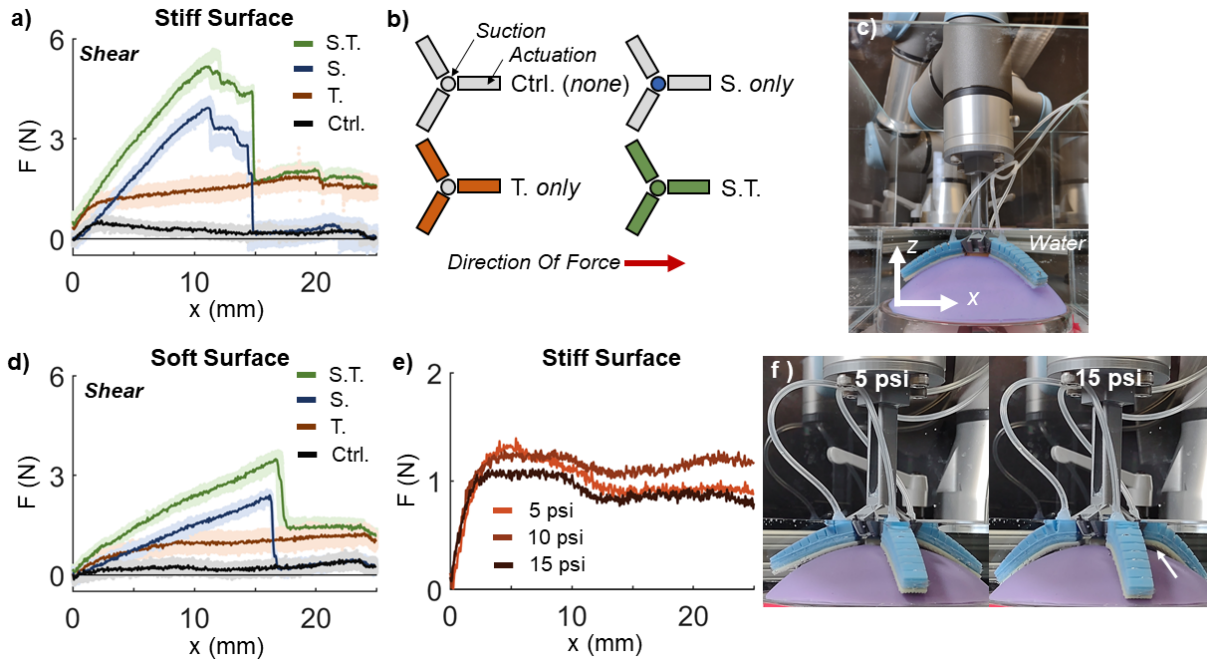 a)
Stiff Surface
Shear
6
3
0
F (N)
S.T.
S.
T.
Ctrl.
0
10
20
x (mm)
b)
Suction
Actuation
Ctrl. (none)
S. only
T. only
S.T.
Direction Of Force
c)
Water
z
x
d)
Soft Surface
Shear
6
3
0
F (N)
S.T.
S.
T.
Ctrl.
0
10
20
x (mm)
e)
Stiff Surface
2
1
0
F (N)
5 psi
10 psi
15 psi
0
10
20
x (mm)
f )
5 psi
15 psi